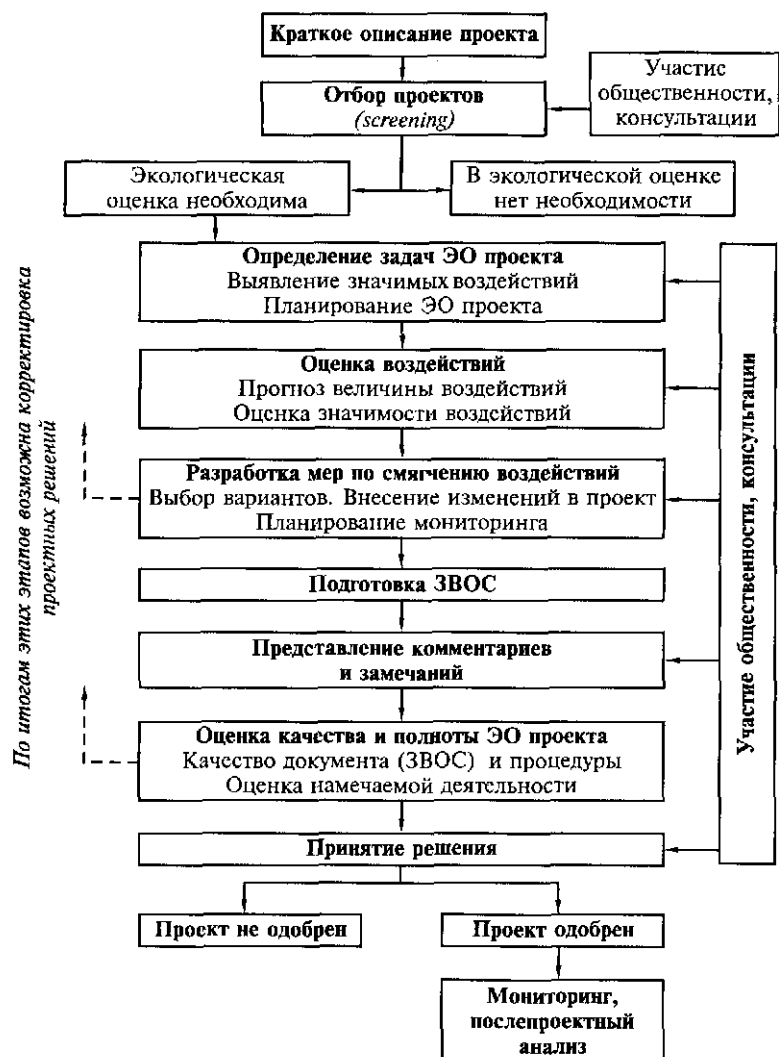 Краткое описание проекта
Отбор проектов
(screening)
Участие
общественности,
консультации
Экологическая
оценка необходима
В экологической оценке
нет необходимости
Определение задач ЭО проекта
Выявление значимых воздействий
Планирование ЭО проекта
Оценка воздействий
Прогноз величины воздействий
Оценка значимости воздействий
Разработка мер по смягчению воздействий
Выбор вариантов. Внесение изменений в проект
Планирование мониторинга
Подготовка ЗВОС
Представление комментариев
и замечаний
Оценка качества и полноты ЭО проекта
Качество документа (ЗВОС) и процедуры
Оценка намечаемой деятельности
Принятие решения
Проект не одобрен
Проект одобрен
Мониторинг,
послепроектный
анализ
По итогам этих этапов возможна корректировка
проектных решений
Участие общественности, консультации